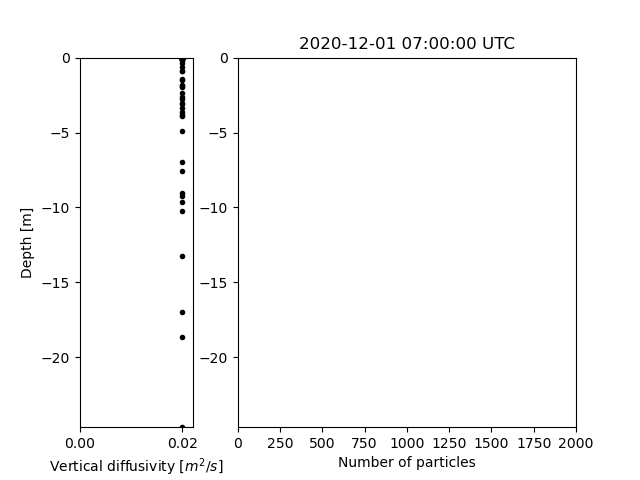 2020-12-01 07:00:00 UTC
0
−5
−10
−15
−20
Depth [m]
0.00 0.02
Vertical diffusivity [m²/s]
0
−5
−10
−15
−20
0 250 500 750 1000 1250 1500 1750 2000
Number of particles